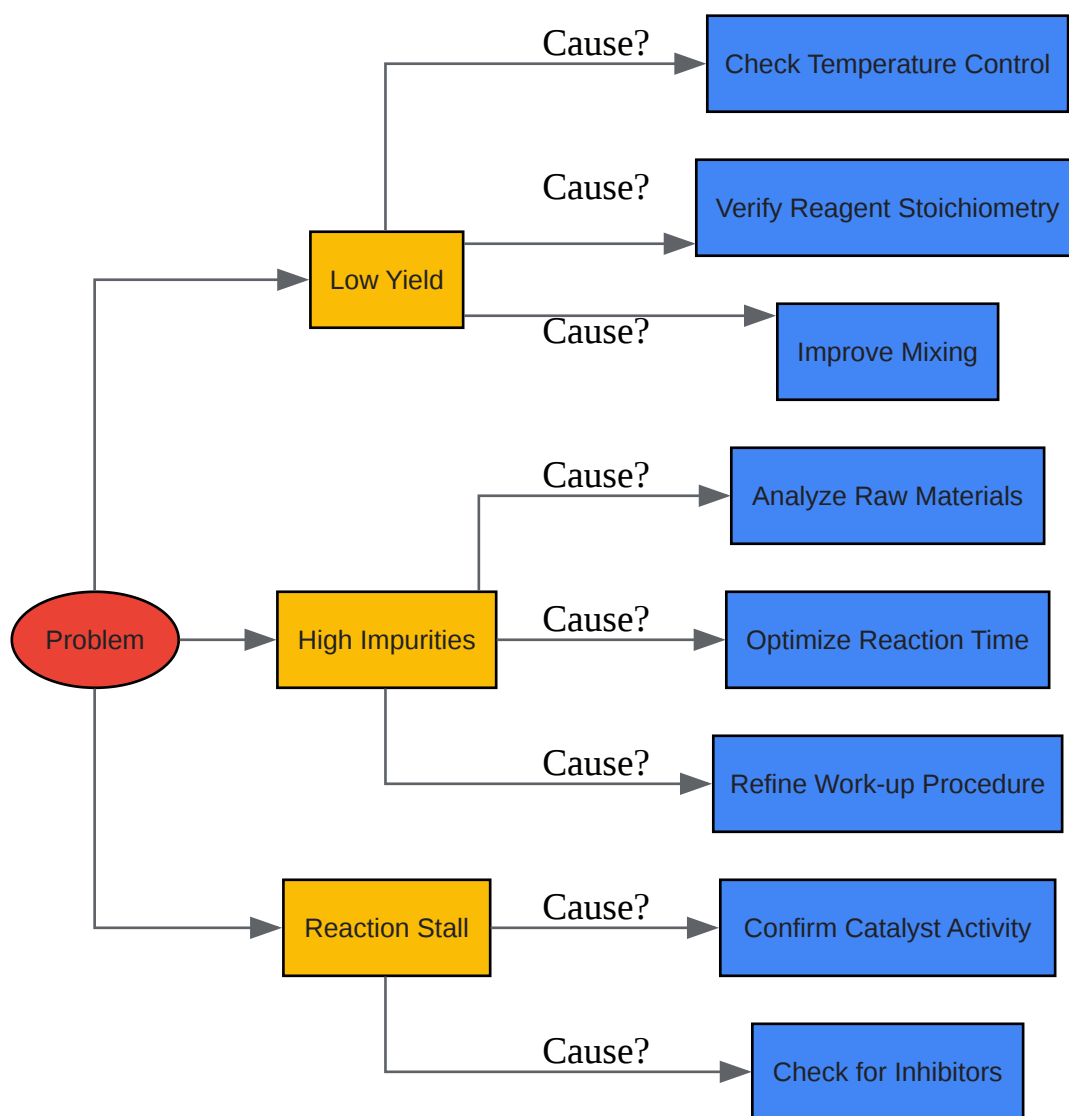 Cause?
Check Temperature Control
Cause?
Verify Reagent Stoichiometry
Low Yield
Cause?
Improve Mixing
Cause?
Analyze Raw Materials
Problem
High Impurities
Cause?
Optimize Reaction Time
Cause?
Refine Work-up Procedure
Reaction Stall
Cause?
Confirm Catalyst Activity
Cause?
Check for Inhibitors